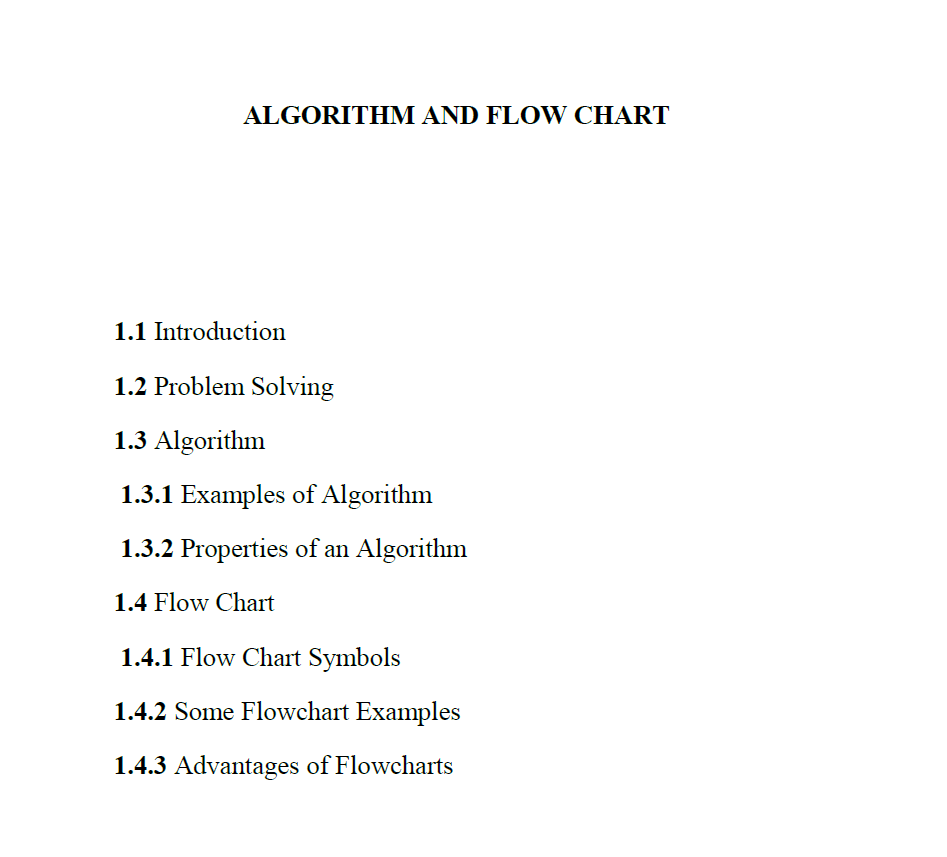 ALGORITHM AND FLOW CHART
1.1 Introduction
1.2 Problem Solving
1.3 Algorithm
1.3.1 Examples of Algorithm
1.3.2 Properties of an Algorithm
1.4 Flow Chart
1.4.1 Flow Chart Symbols
1.4.2 Some Flowchart Examples
1.4.3 Advantages of Flowcharts